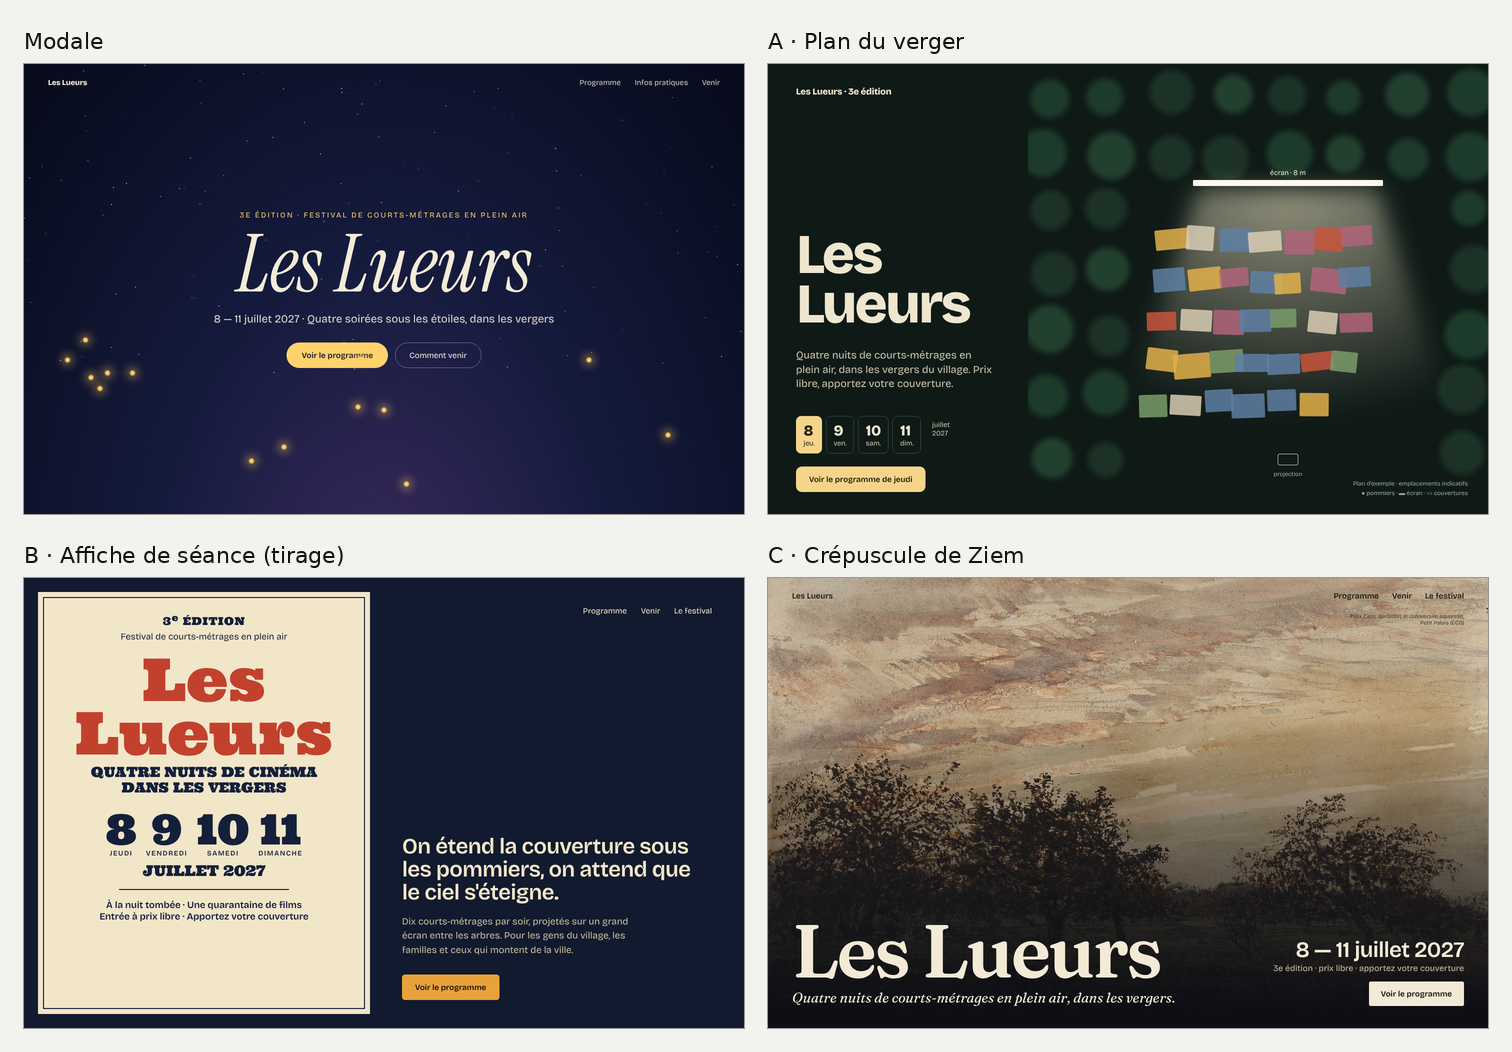 Modale
Les Lueurs
Programme Infos pratiques Venir
3E ÉDITION · FESTIVAL DE COURTS-MÉTRAGES EN PLEIN AIR
Les Lueurs
8 — 11 juillet 2027 · Quatre soirées sous les étoiles, dans les vergers
Voir le programme Comment venir
A · Plan du verger
Les Lueurs · 3e édition
écran · 8 m
Les
Lueurs
Quatre nuits de courts-métrages en
plein air, dans les vergers du village. Prix
libre, apportez votre couverture.
8 9 10 11 juillet
jeu. ven. sam. dim. 2027
Voir le programme de jeudi
projection
Plan d'exemple · emplacements indicatifs
pommiers · écran · couvertures
B · Affiche de séance (tirage)
3e ÉDITION
Festival de courts-métrages en plein air
Les
Lueurs
QUATRE NUITS DE CINÉMA
DANS LES VERGERS
8 9 10 11
JEUDI VENDREDI SAMEDI DIMANCHE
JUILLET 2027
À la nuit tombée · Une quarantaine de films
Entrée à prix libre · Apportez votre couverture
Programme Venir Le festival
On étend la couverture sous
les pommiers, on attend que
le ciel s'éteigne.
Dix courts-métrages par soir, projetés sur un grand
écran entre les arbres. Pour les gens du village, les
familles et ceux qui montent de la ville.
Voir le programme
C · Crépuscule de Ziem
Les Lueurs
Programme Venir Le festival
Petit Palais (CC0)
Les Lueurs
Quatre nuits de courts-métrages en plein air, dans les vergers.
8 — 11 juillet 2027
3e édition · prix libre · apportez votre couverture
Voir le programme